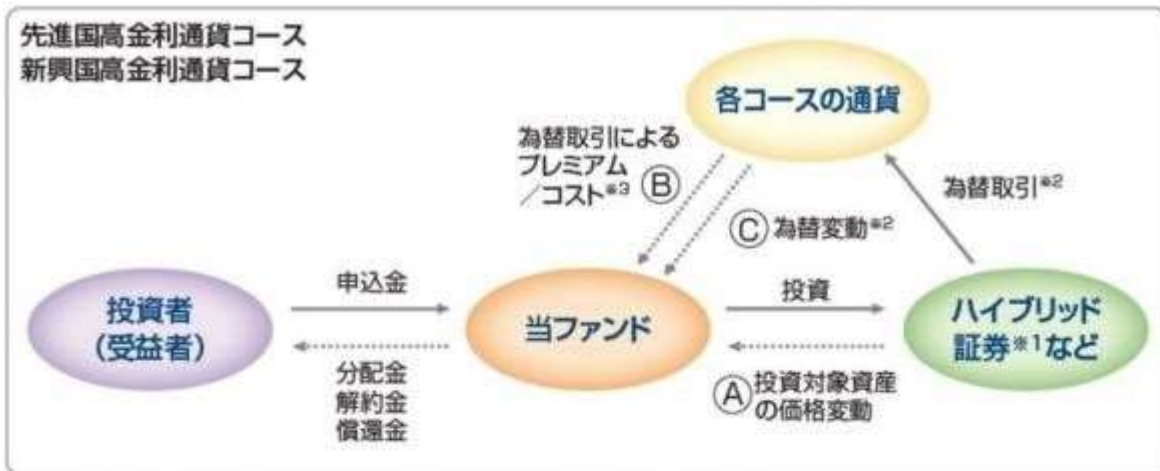 先進国高金利通貨コース
新興国高金利通貨コース
各コースの通貨
為替取引による
プレミアム
／コスト※3 Ⓑ
為替取引※2
Ⓒ 為替変動※2
投資者
（受益者）
申込金
分配金
解約金
償還金
当ファンド
投資
Ⓐ 投資対象資産
の価格変動
ハイブリッド
証券※1など